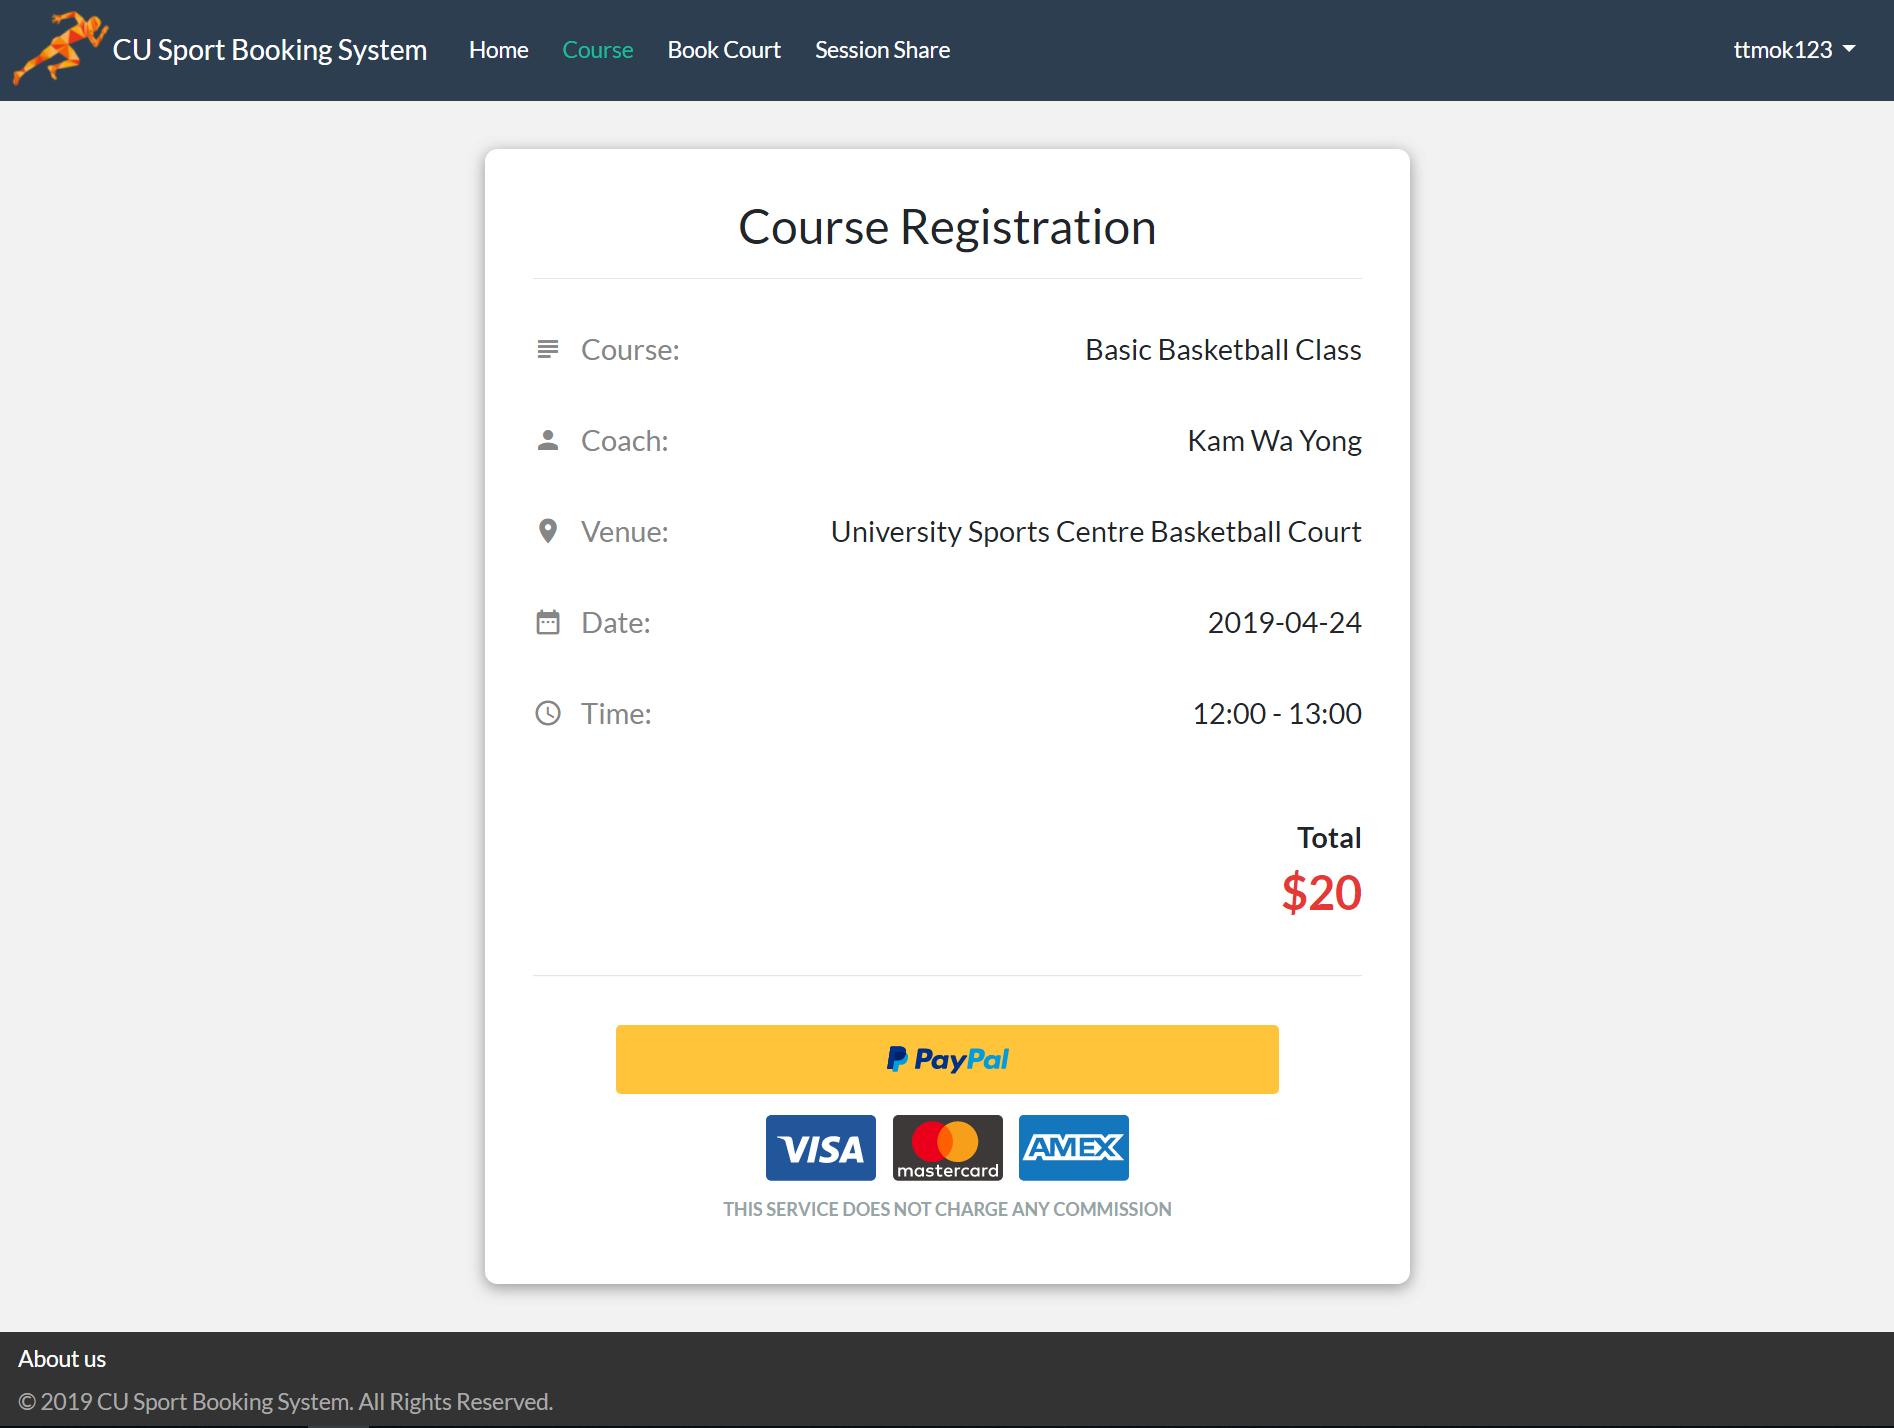 CU Sport Booking System Home Course Book Court Session Share ttmok123
Course Registration
Course: Basic Basketball Class
Coach: Kam Wa Yong
Venue: University Sports Centre Basketball Court
Date: 2019-04-24
Time: 12:00 - 13:00
Total
$20
PayPal
VISA mastercard AMEX
THIS SERVICE DOES NOT CHARGE ANY COMMISSION
About us
© 2019 CU Sport Booking System. All Rights Reserved.